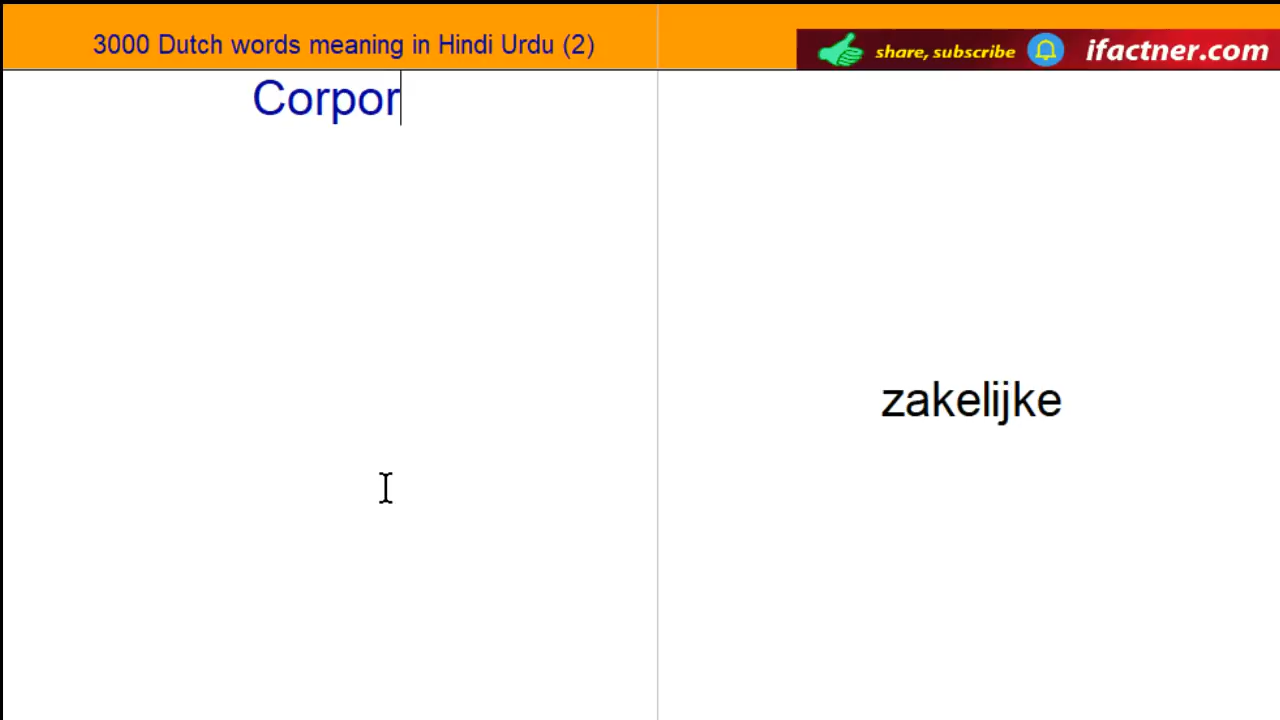 3000 Dutch words meaning in Hindi Urdu (2)
share, subscribe
ifactner.com
Corpor
zakelijke